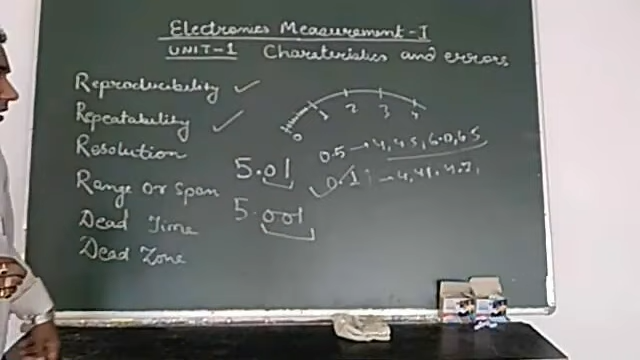 Electronics Measurement-I
UNIT-1 Charateristics and errors
Reproducibility ✓
Repeatability ✓
Resolution
Range or Span
Dead Time
Dead Zone
0 1 2 3 4
0.5 → 4, 4.5, 6.0, 6.5
5.01
0.1 → 4, 4.1, 4.2,
5.001